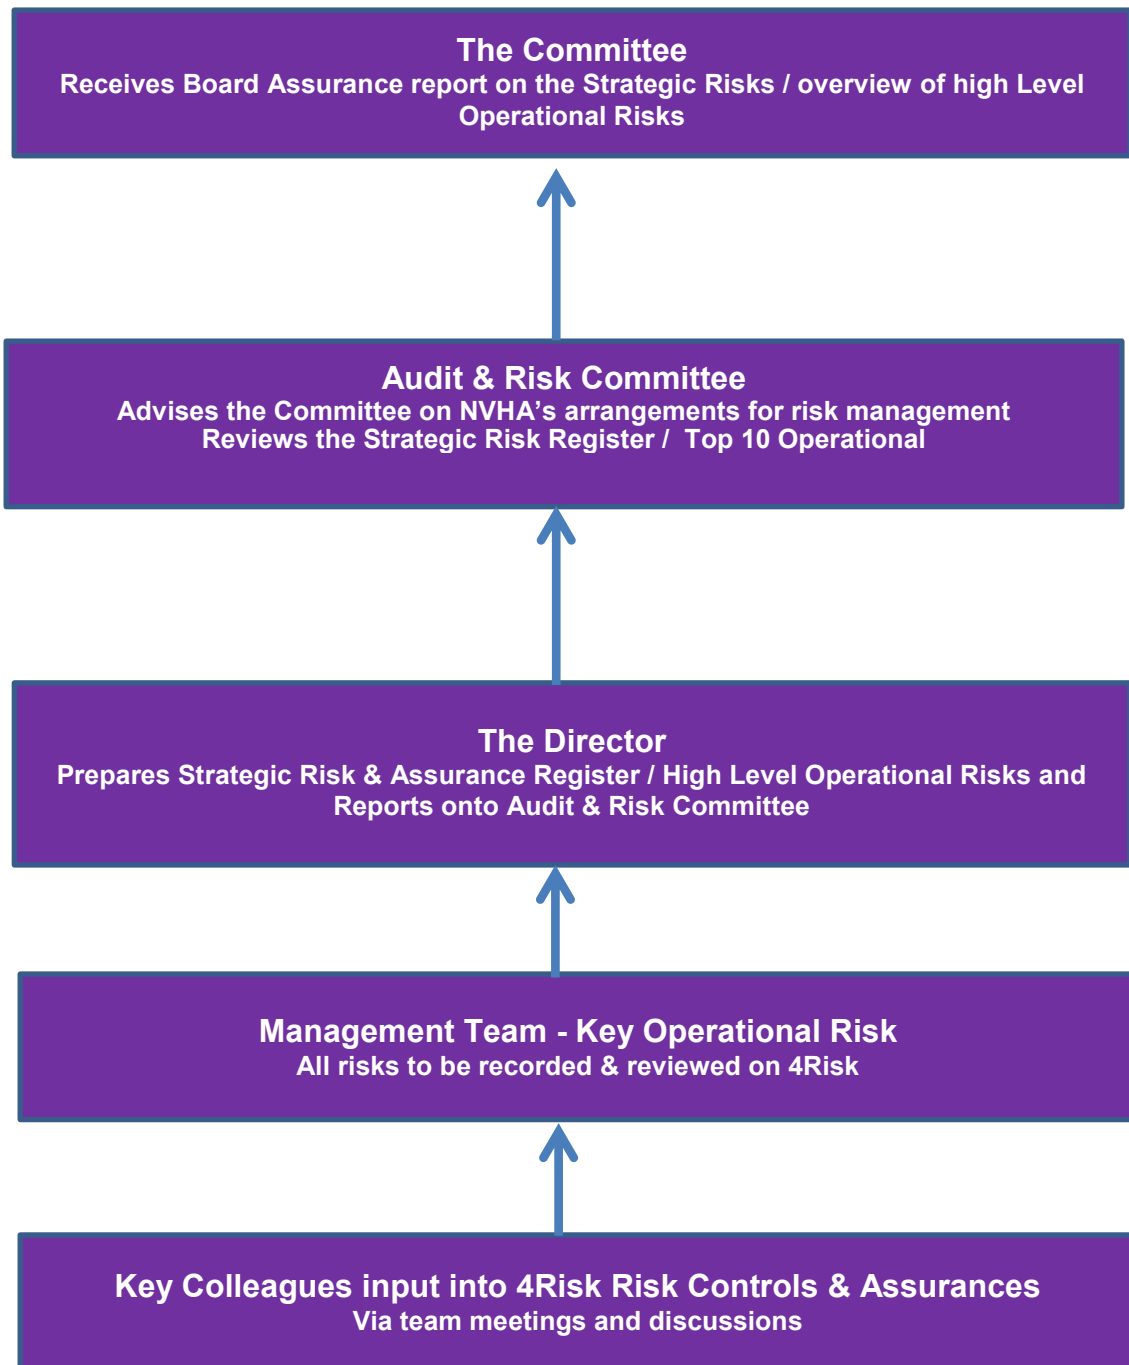 The Committee
Receives Board Assurance report on the Strategic Risks / overview of high Level
Operational Risks
Audit & Risk Committee
Advises the Committee on NVHA's arrangements for risk management
Reviews the Strategic Risk Register / Top 10 Operational
The Director
Prepares Strategic Risk & Assurance Register / High Level Operational Risks and
Reports onto Audit & Risk Committee
Management Team - Key Operational Risk
All risks to be recorded & reviewed on 4Risk
Key Colleagues input into 4Risk Risk Controls & Assurances
Via team meetings and discussions